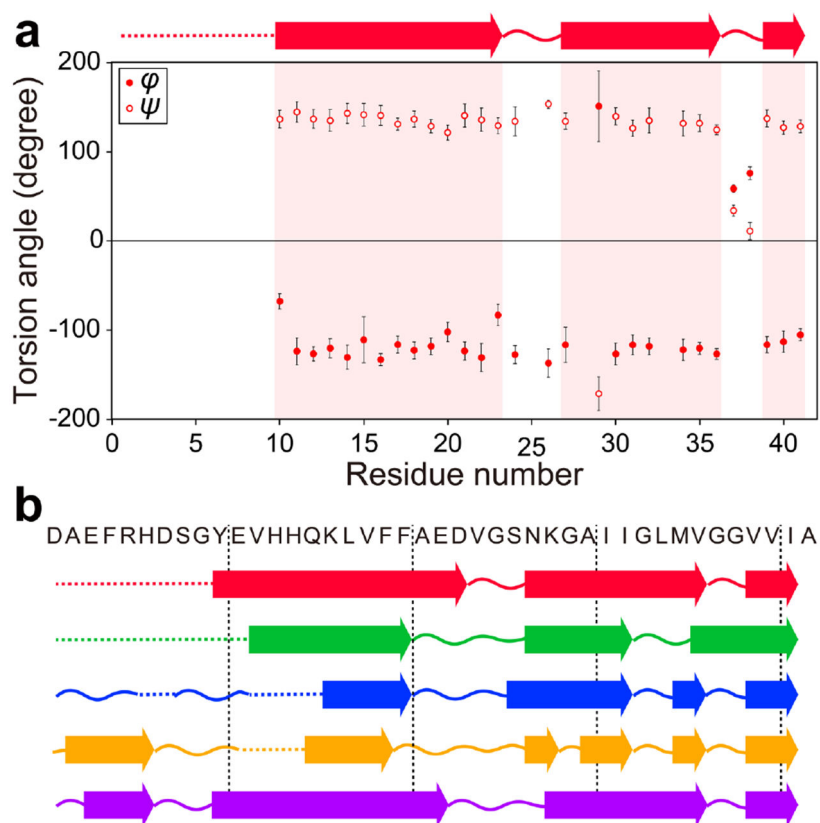 a
200
100
0
-100
-200
Torsion angle (degree)
φ
ψ
0 5 10 15 20 25 30 35 40
Residue number
b
DAEFRHDSGYEVHHQKLVFFAEDVGSNKGAIIGLMVGGVVIA